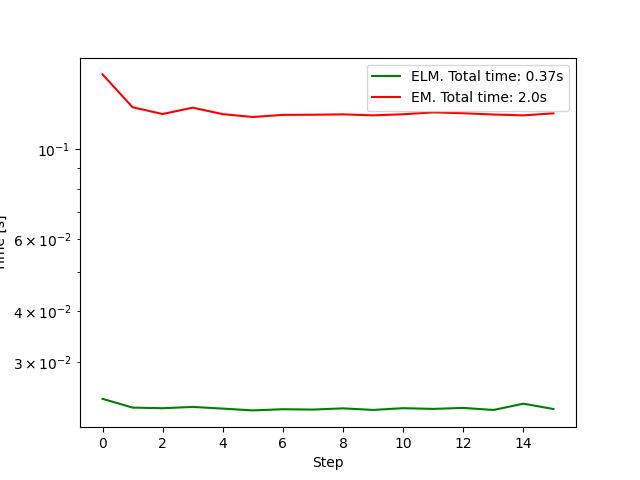 ELM. Total time: 0.37s
EM. Total time: 2.0s
10⁻¹
6 × 10⁻²
4 × 10⁻²
3 × 10⁻²
0 2 4 6 8 10 12 14
Step